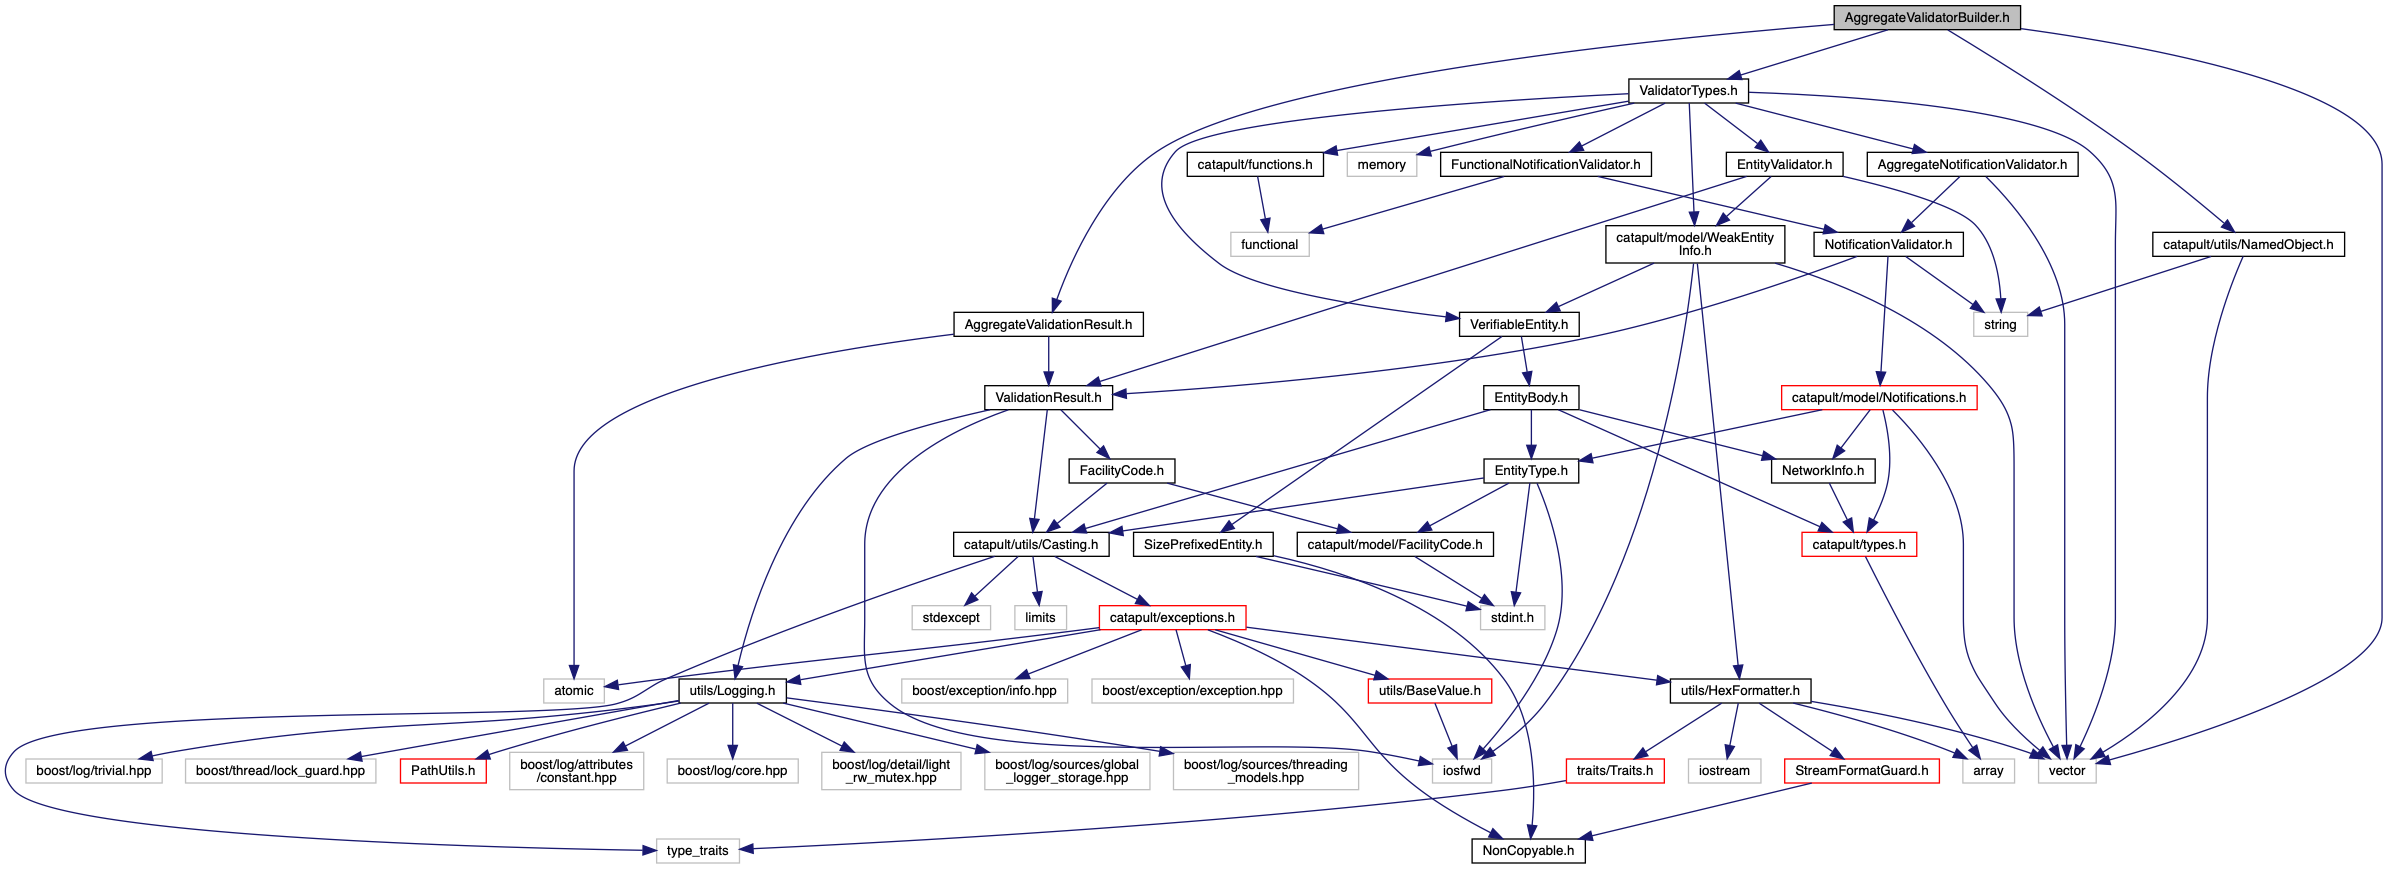 AggregateValidatorBuilder.h
ValidatorTypes.h
catapult/functions.h
memory
FunctionalNotificationValidator.h
EntityValidator.h
AggregateNotificationValidator.h
functional
catapult/model/WeakEntity
Info.h
NotificationValidator.h
catapult/utils/NamedObject.h
AggregateValidationResult.h
VerifiableEntity.h
string
ValidationResult.h
EntityBody.h
catapult/model/Notifications.h
FacilityCode.h
EntityType.h
NetworkInfo.h
catapult/utils/Casting.h
SizePrefixedEntity.h
catapult/model/FacilityCode.h
catapult/types.h
stdexcept
limits
catapult/exceptions.h
stdint.h
atomic
utils/Logging.h
boost/exception/info.hpp
boost/exception/exception.hpp
utils/BaseValue.h
utils/HexFormatter.h
boost/log/trivial.hpp
boost/thread/lock_guard.hpp
PathUtils.h
boost/log/attributes
/constant.hpp
boost/log/core.hpp
boost/log/detail/light
_rw_mutex.hpp
boost/log/sources/global
_logger_storage.hpp
boost/log/sources/threading
_models.hpp
iosfwd
traits/Traits.h
iostream
StreamFormatGuard.h
array
vector
type_traits
NonCopyable.h